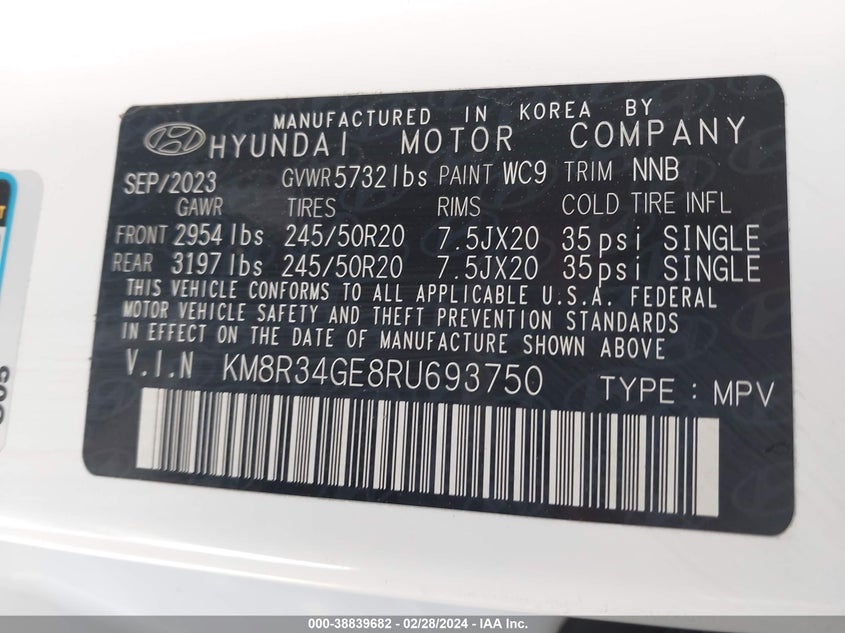 MANUFACTURED IN KOREA BY
HYUNDAI MOTOR COMPANY
SEP/2023 GVWR 5732 lbs PAINT WC9 TRIM NNB
GAWR TIRES RIMS COLD TIRE INFL
FRONT 2954 lbs 245/50R20 7.5JX20 35psi SINGLE
REAR 3197 lbs 245/50R20 7.5JX20 35psi SINGLE
THIS VEHICLE CONFORMS TO ALL APPLICABLE U.S.A. FEDERAL
MOTOR VEHICLE SAFETY AND THEFT PREVENTION STANDARDS
IN EFFECT ON THE DATE OF MANUFACTURE SHOWN ABOVE.
V.I.N KM8R34GE8RU693750 TYPE : MPV
000-38839682 / 02/28/2024 - IAA Inc.